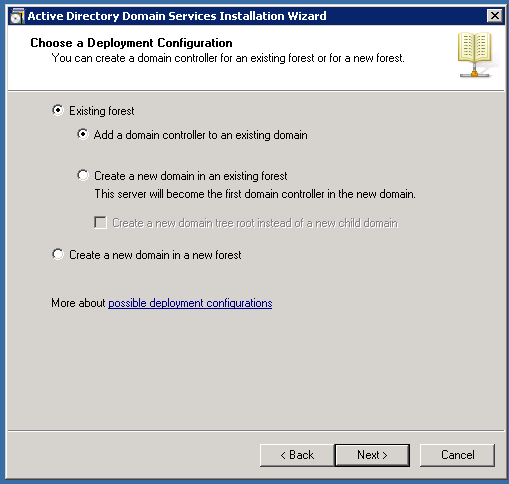 Active Directory Domain Services Installation Wizard
Choose a Deployment Configuration
You can create a domain controller for an existing forest or for a new forest.
Existing forest
Add a domain controller to an existing domain
Create a new domain in an existing forest
This server will become the first domain controller in the new domain.
Create a new domain tree root instead of a new child domain
Create a new domain in a new forest
More about possible deployment configurations
< Back Next > Cancel